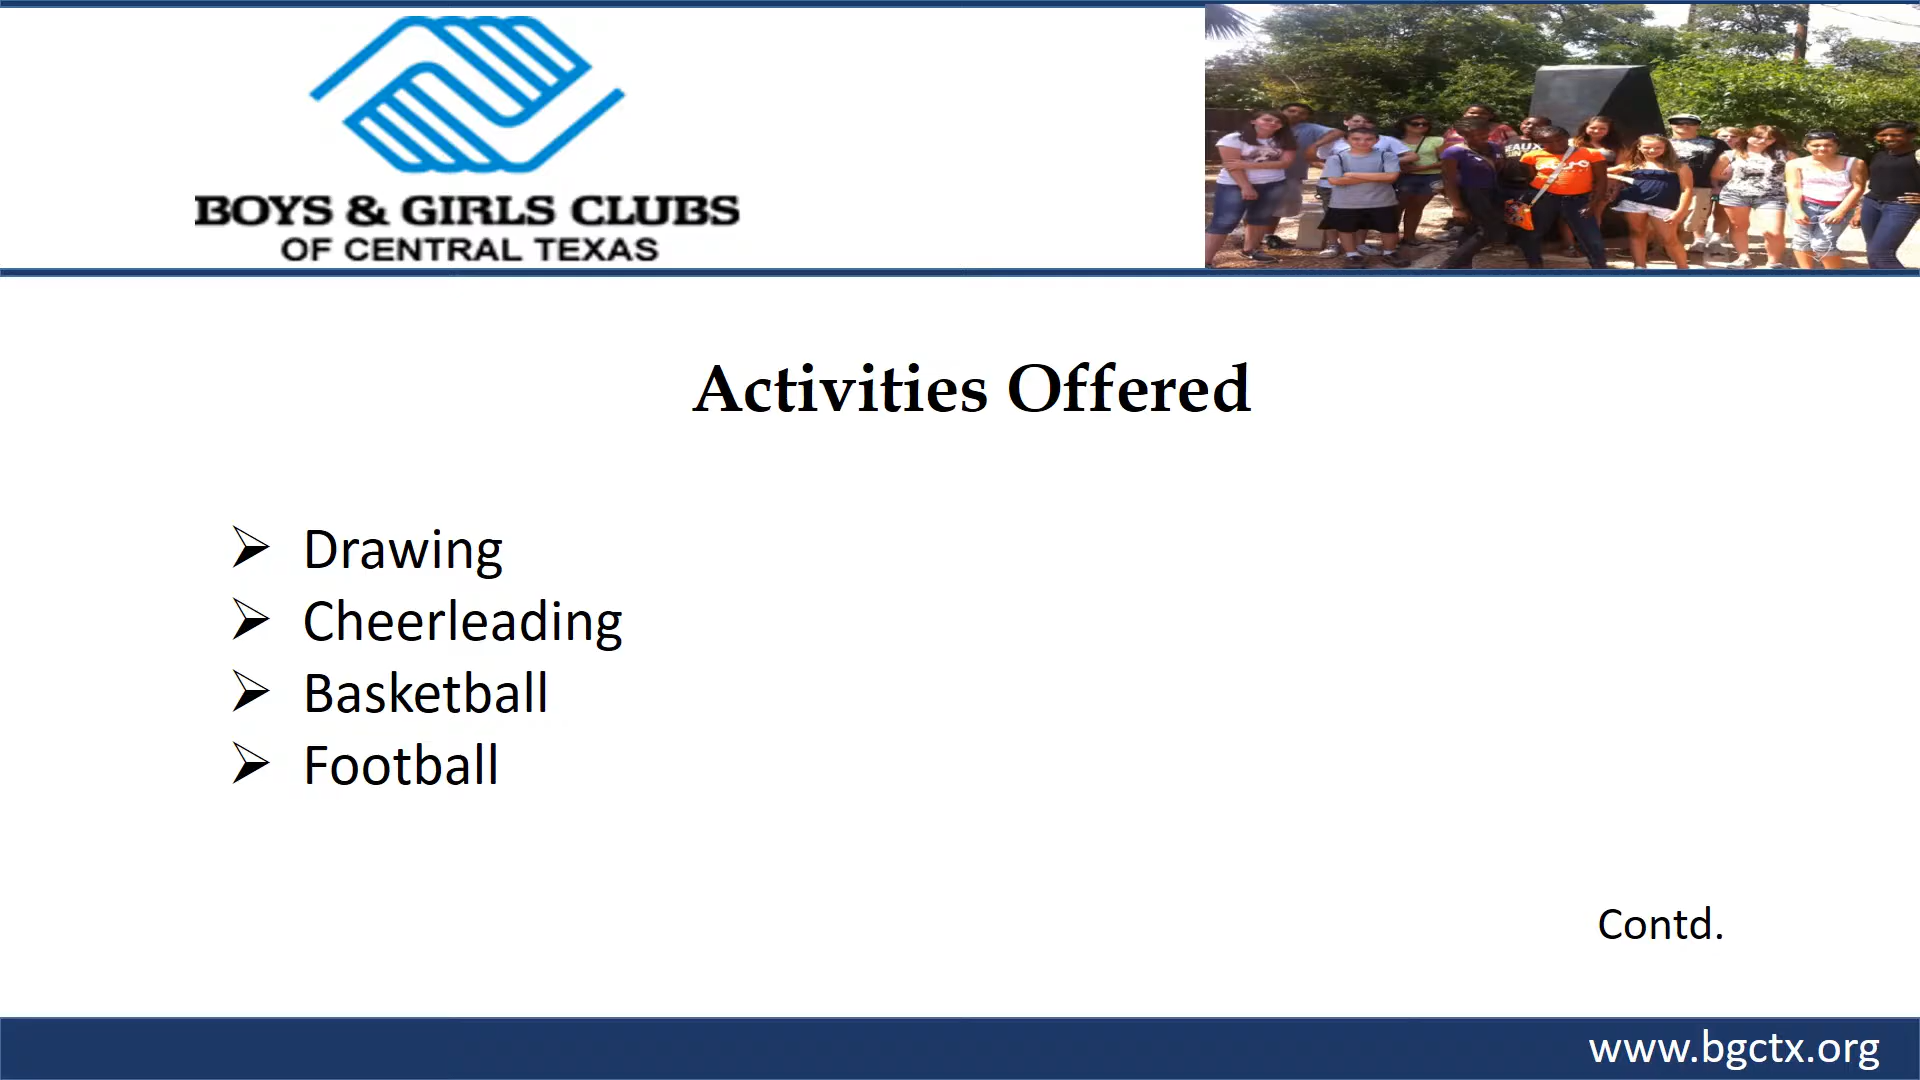 BOYS & GIRLS CLUBS
OF CENTRAL TEXAS
Activities Offered
Drawing
Cheerleading
Basketball
Football
Contd.
www.bgctx.org